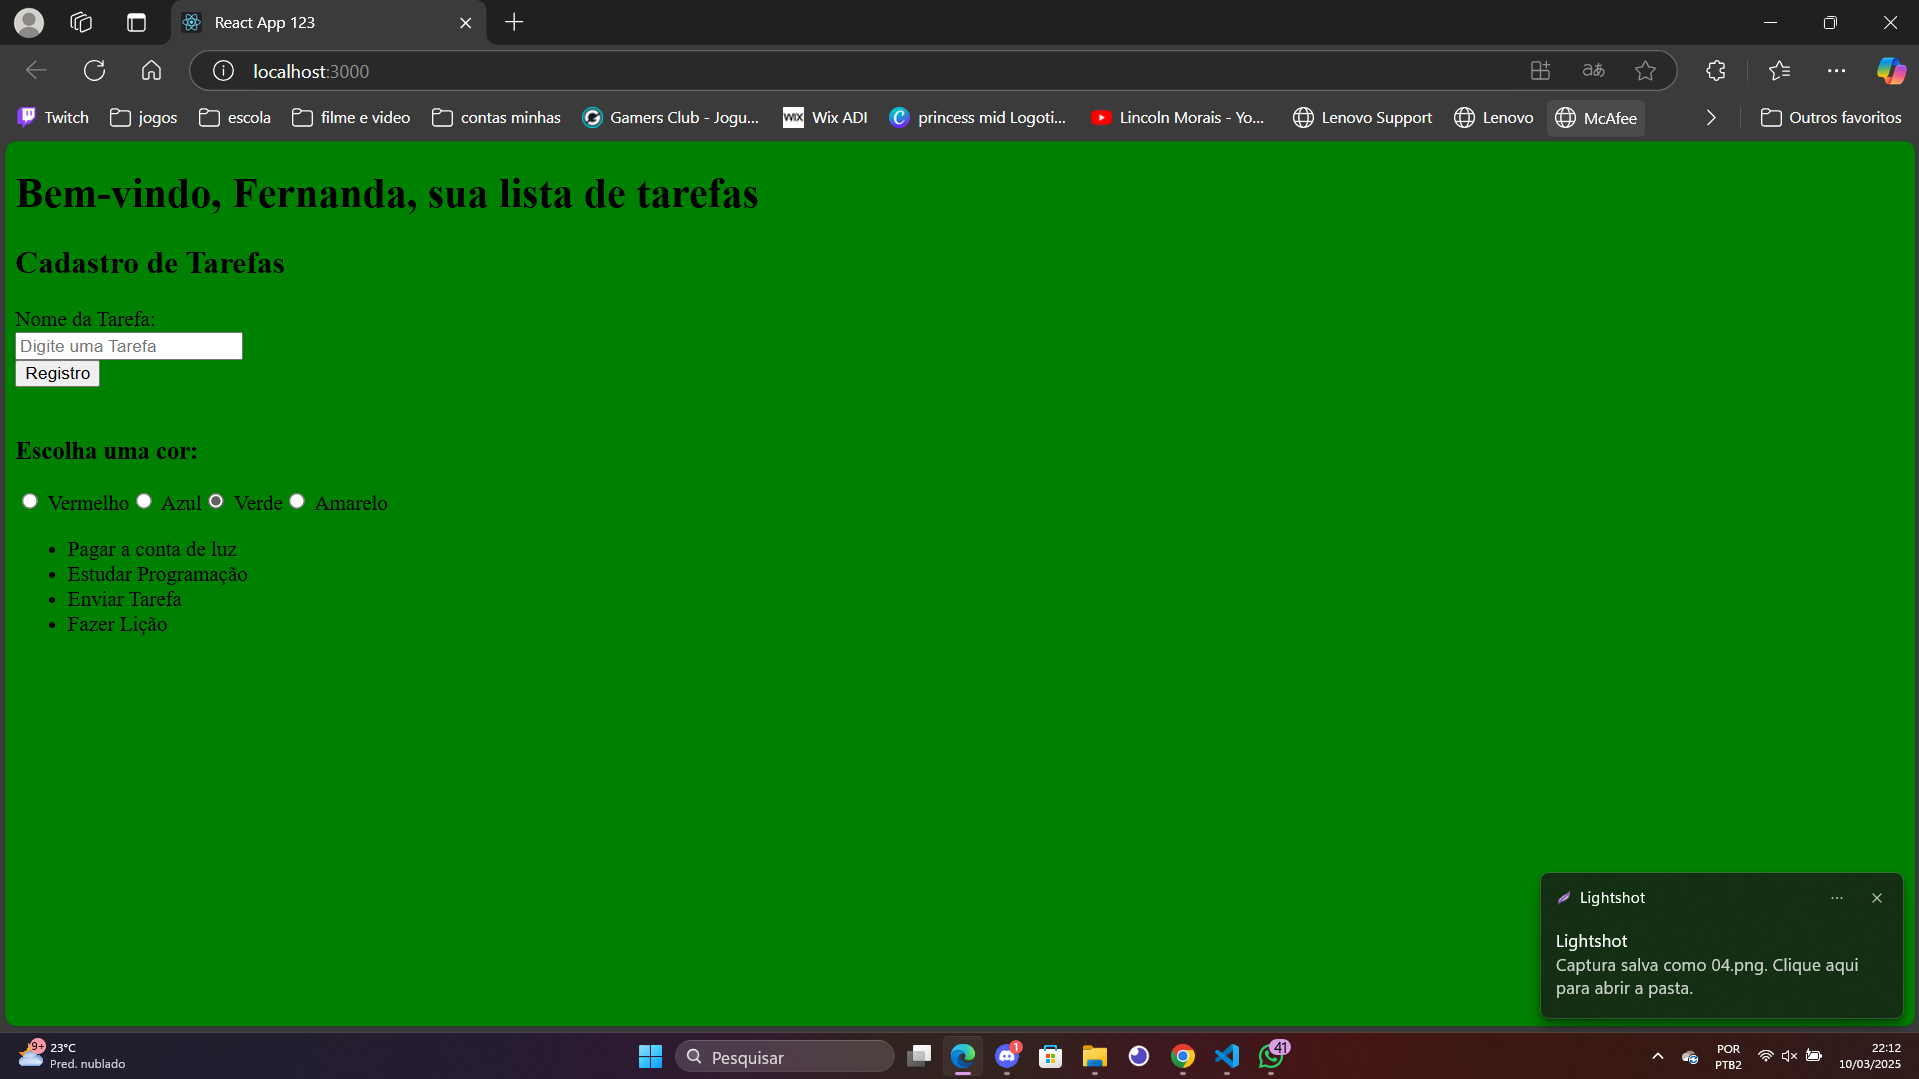 React App 123
localhost:3000
Twitch jogos escola filme e video contas minhas Gamers Club - Jogu... Wix ADI princess mid Logoti... Lincoln Morais - Yo... Lenovo Support Lenovo McAfee Outros favoritos
Bem-vindo, Fernanda, sua lista de tarefas
Cadastro de Tarefas
Nome da Tarefa:
Digite uma Tarefa
Registro
Escolha uma cor:
Vermelho Azul Verde Amarelo
Pagar a conta de luz
Estudar Programação
Enviar Tarefa
Fazer Lição
Lightshot
Lightshot
Captura salva como 04.png. Clique aqui
para abrir a pasta.
9+ 23°C
Pred. nublado
Pesquisar
1
41
POR
PTB2
22:12
10/03/2025